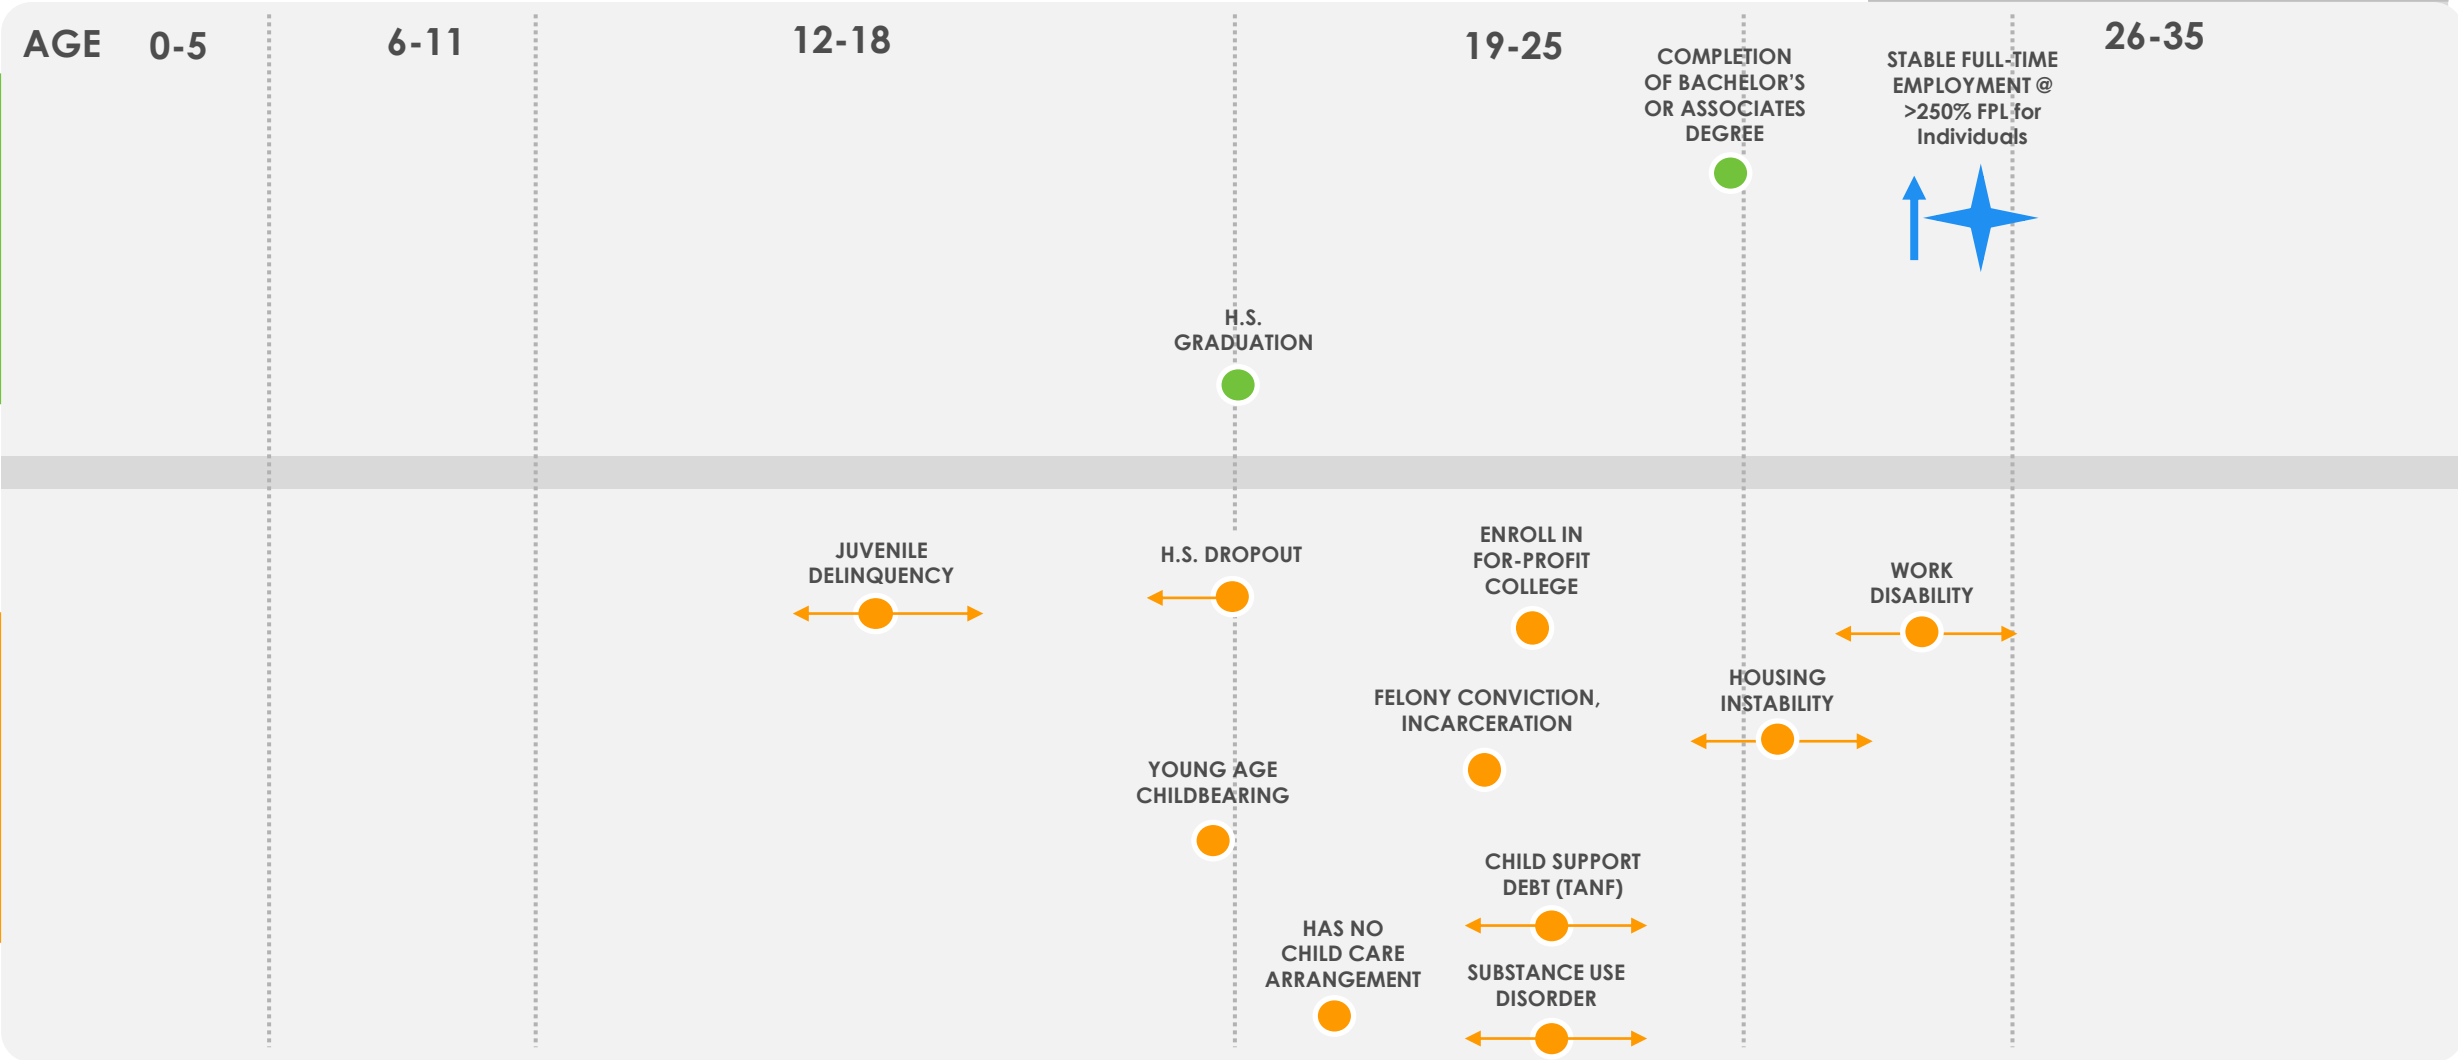 AGE 0-5 6-11 12-18 19-25 26-35
COMPLETION
OF BACHELOR'S
OR ASSOCIATES
DEGREE
STABLE FULL-TIME
EMPLOYMENT @
>250% FPL for
Individuals
H.S.
GRADUATION
JUVENILE
DELINQUENCY
H.S. DROPOUT
ENROLL IN
FOR-PROFIT
COLLEGE
WORK
DISABILITY
FELONY CONVICTION,
INCARCERATION
HOUSING
INSTABILITY
YOUNG AGE
CHILDBEARING
CHILD SUPPORT
DEBT (TANF)
HAS NO
CHILD CARE
ARRANGEMENT
SUBSTANCE USE
DISORDER